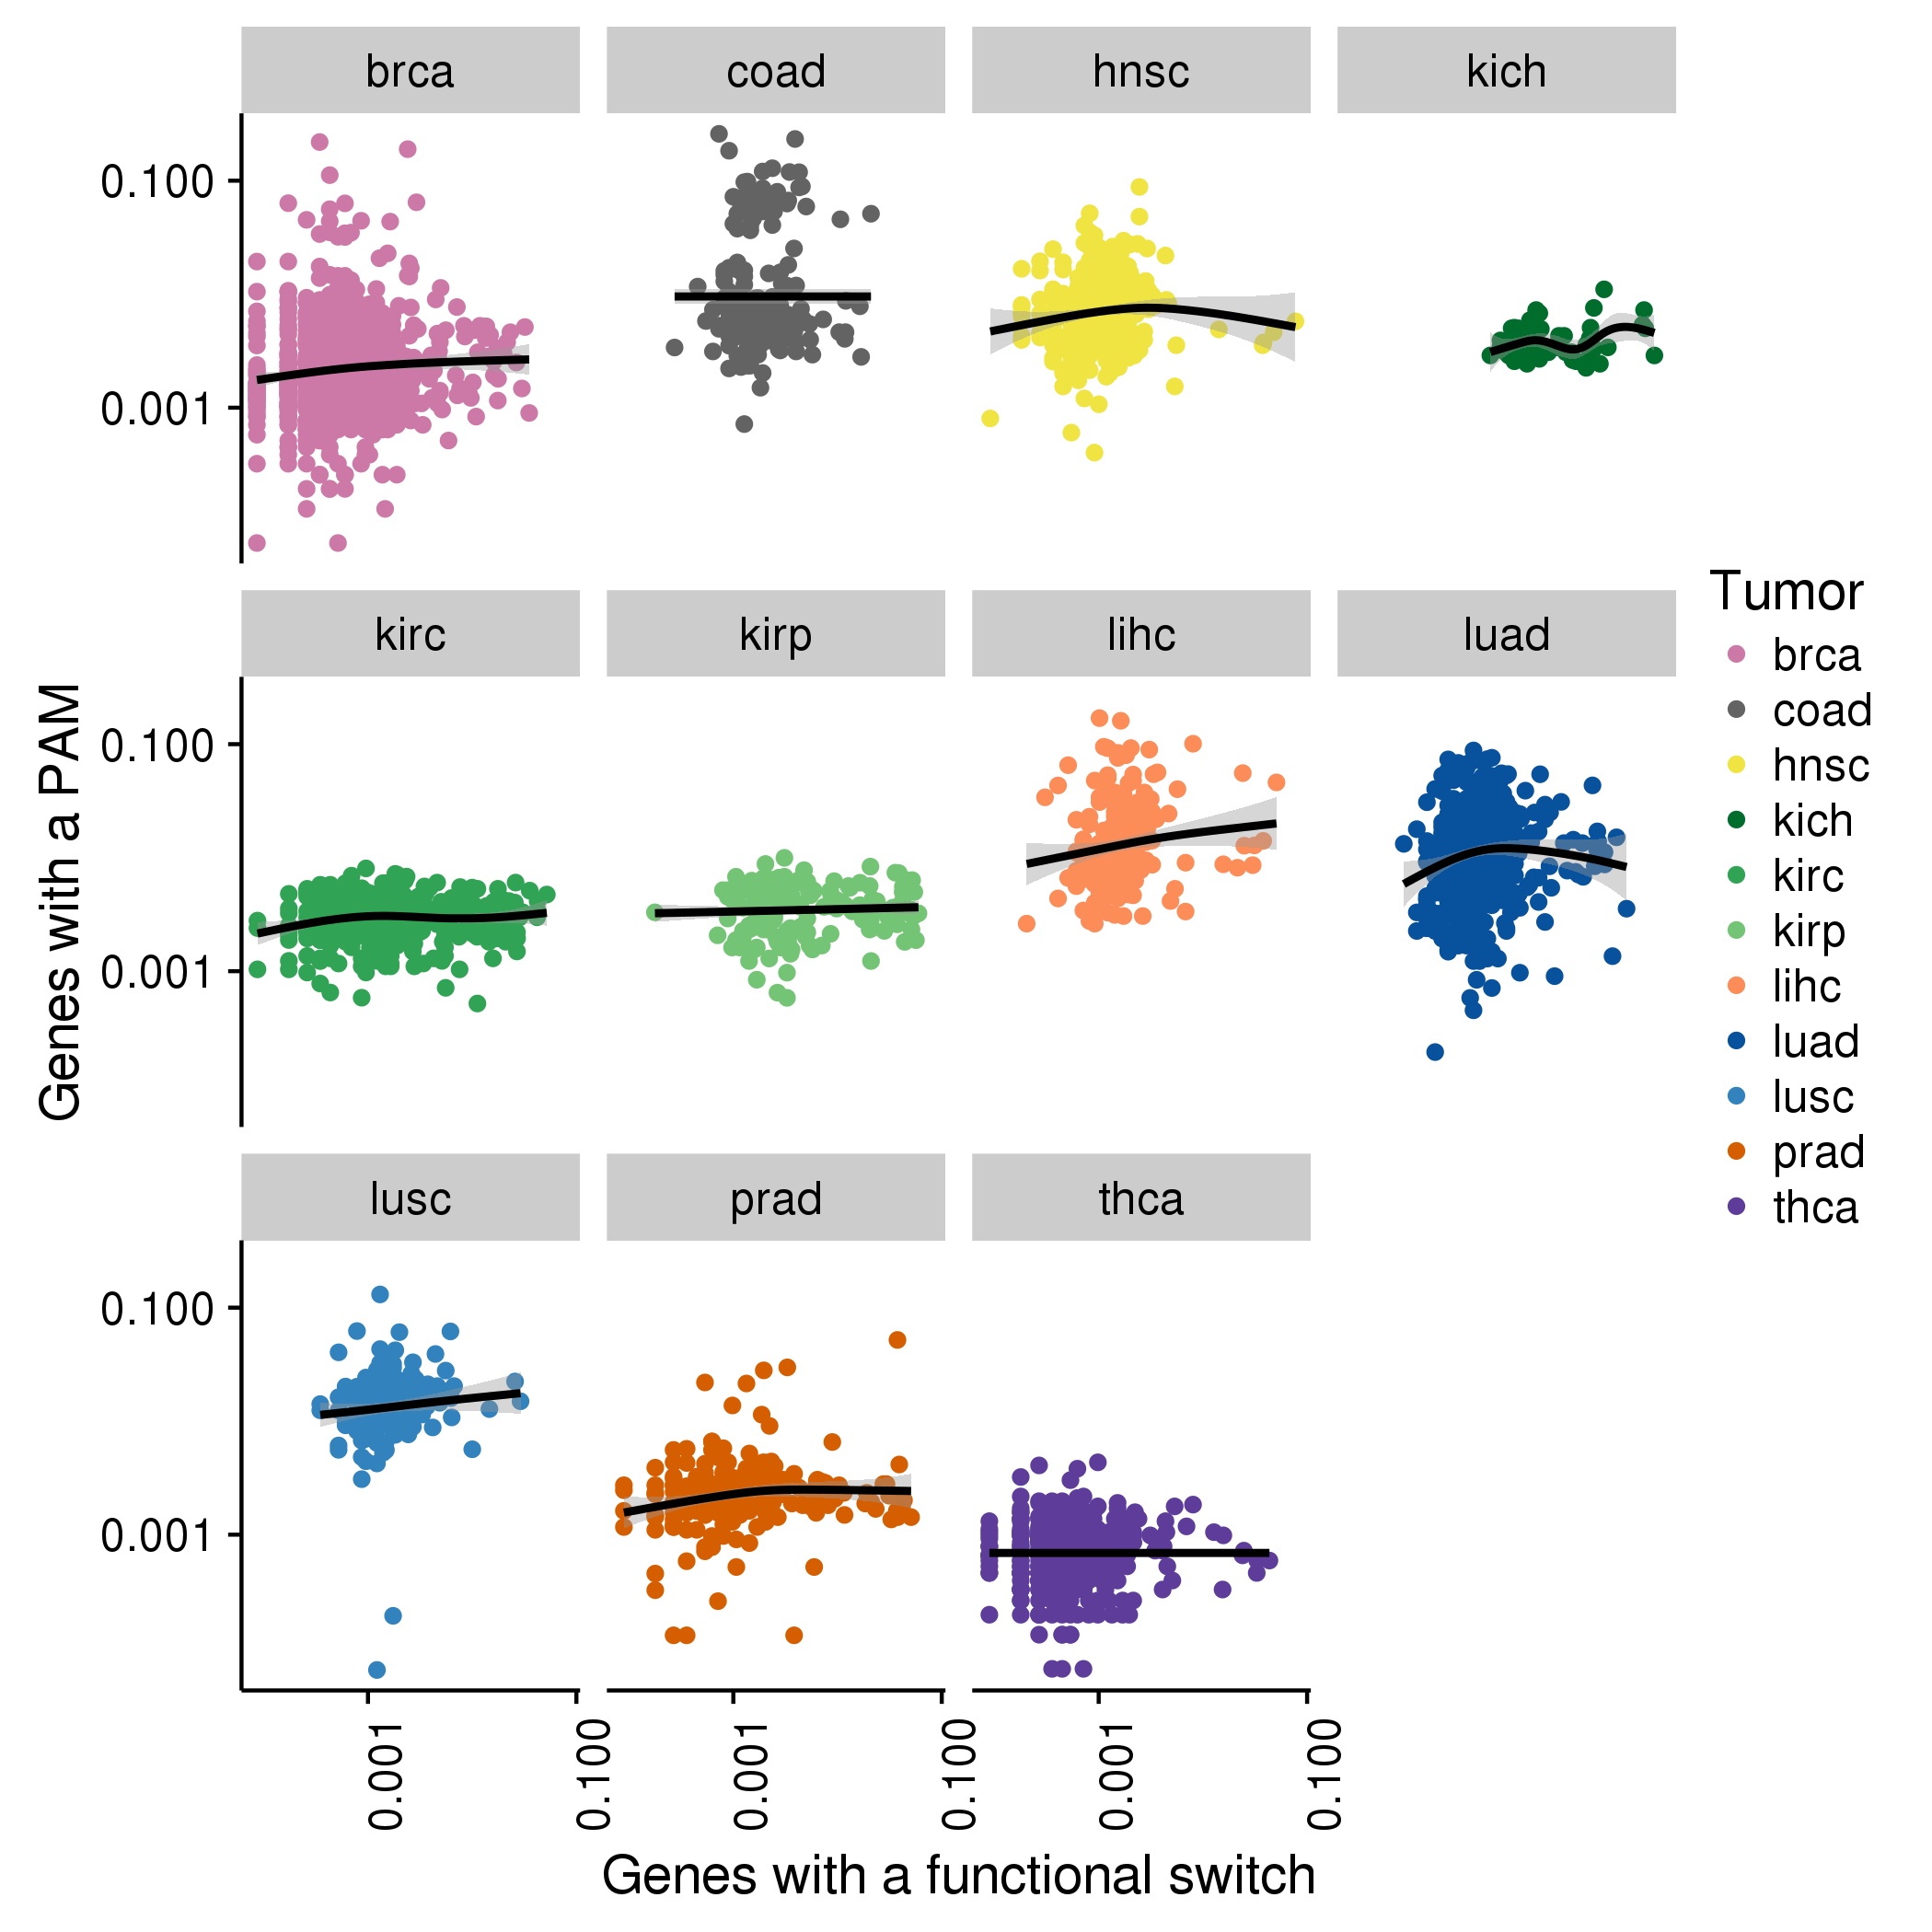 brca coad hnsc kich
0.100
0.001
kirc kirp lihc luad
0.100
0.001
lusc prad thca
0.100
0.001
0.001 0.100 0.001 0.100 0.001 0.100
Genes with a functional switch
Genes with a PAM
Tumor
brca
coad
hnsc
kich
kirc
kirp
lihc
luad
lusc
prad
thca